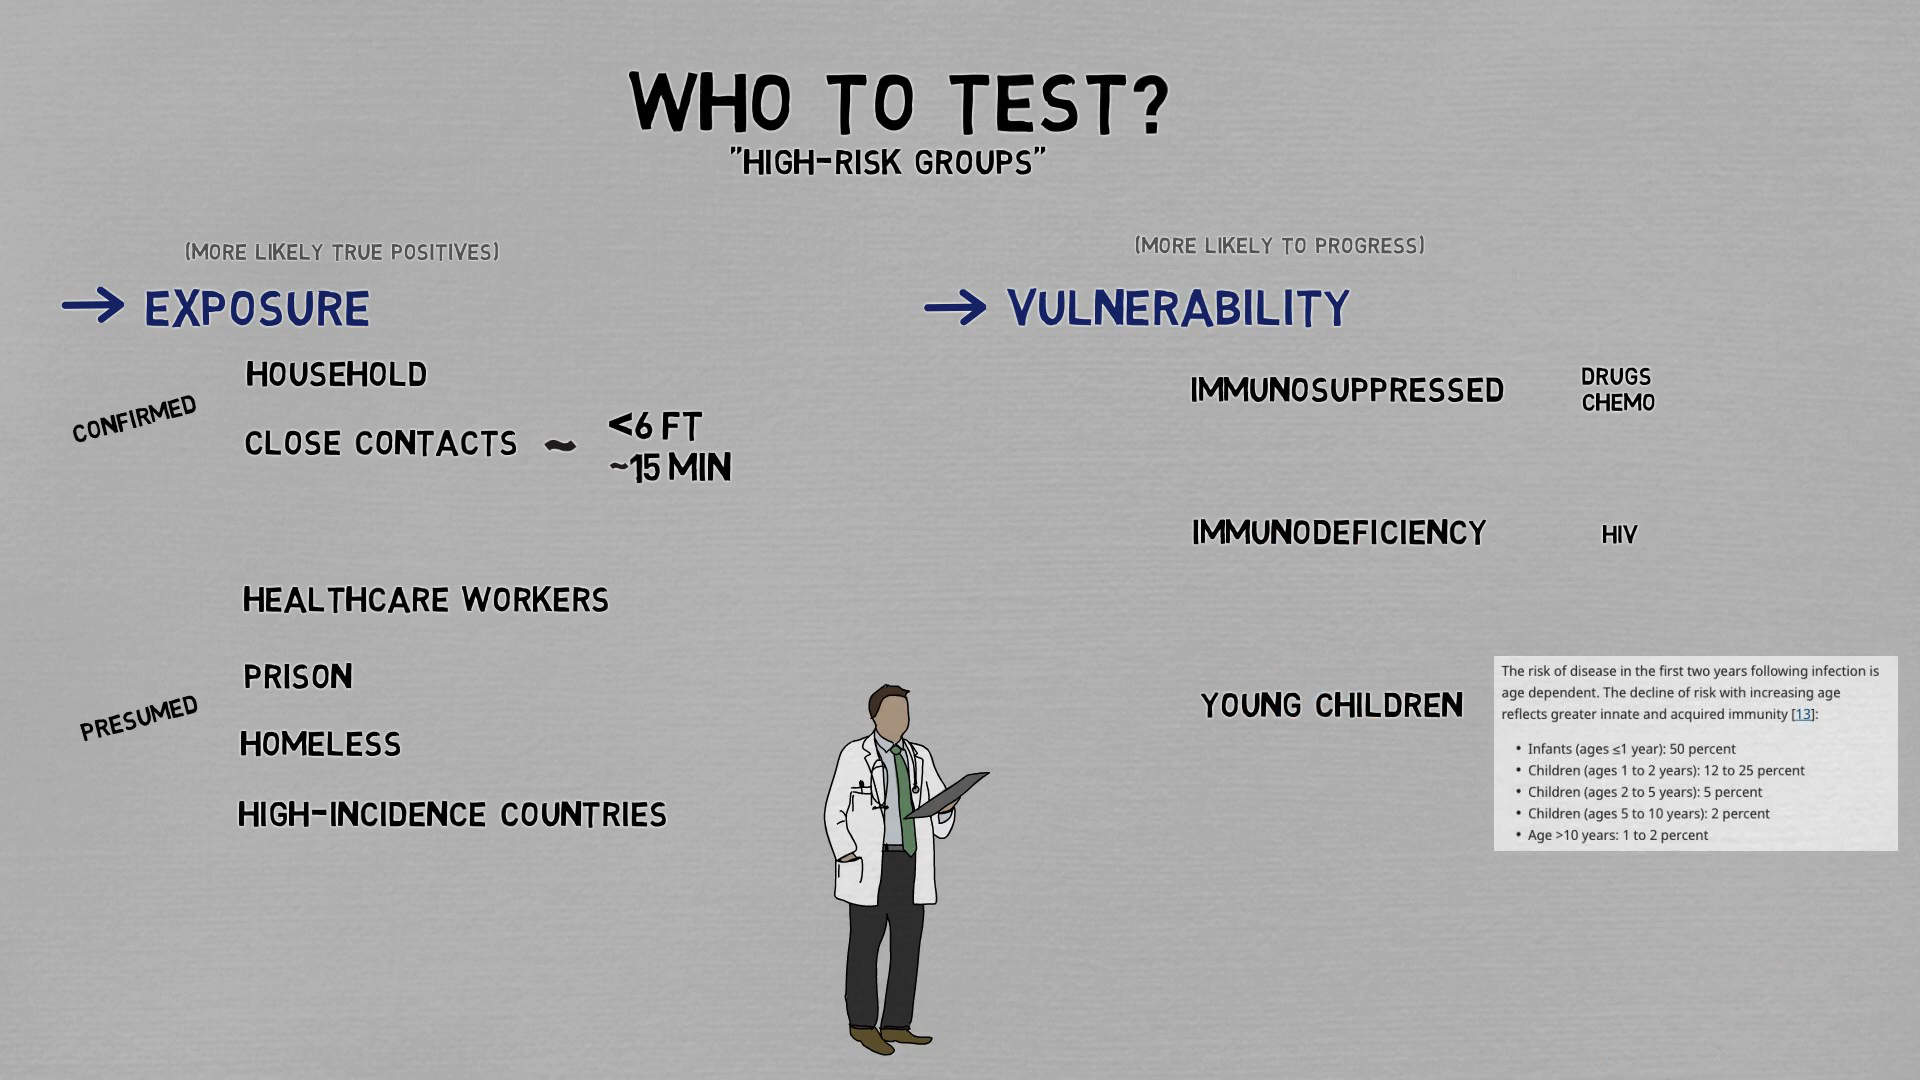 WHO TO TEST?
"HIGH-RISK GROUPS"
(MORE LIKELY TRUE POSITIVES)
→ EXPOSURE
CONFIRMED
HOUSEHOLD
CLOSE CONTACTS ~
<6 FT
~15 MIN
PRESUMED
HEALTHCARE WORKERS
PRISON
HOMELESS
HIGH-INCIDENCE COUNTRIES
(MORE LIKELY TO PROGRESS)
→ VULNERABILITY
IMMUNOSUPPRESSED
DRUGS
CHEMO
IMMUNODEFICIENCY
HIV
YOUNG CHILDREN
The risk of disease in the first two years following infection is
age dependent. The decline of risk with increasing age
reflects greater innate and acquired immunity [13]:
• Infants (ages ≤1 year): 50 percent
• Children (ages 1 to 2 years): 12 to 25 percent
• Children (ages 2 to 5 years): 5 percent
• Children (ages 5 to 10 years): 2 percent
• Age >10 years: 1 to 2 percent